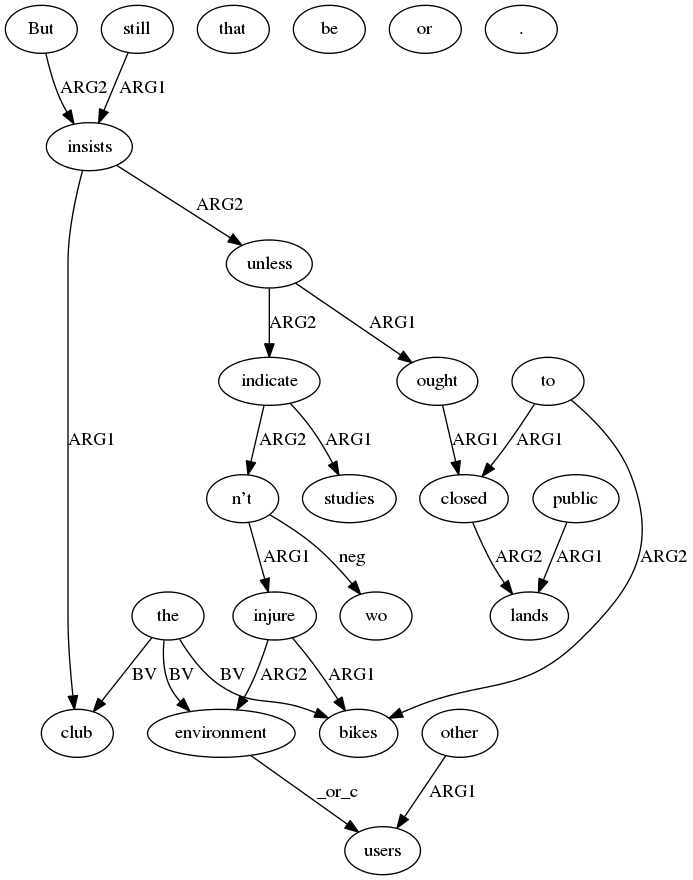 But still that be or .
ARG2 ARG1
insists
ARG2
unless
ARG2 ARG1
indicate ought to
ARG1 ARG2 ARG1 ARG1 ARG1
n't studies closed public
ARG1 neg ARG2 ARG1 ARG2
the injure wo lands
BV BV BV ARG2 ARG1
club environment bikes other
_or_c ARG1
users